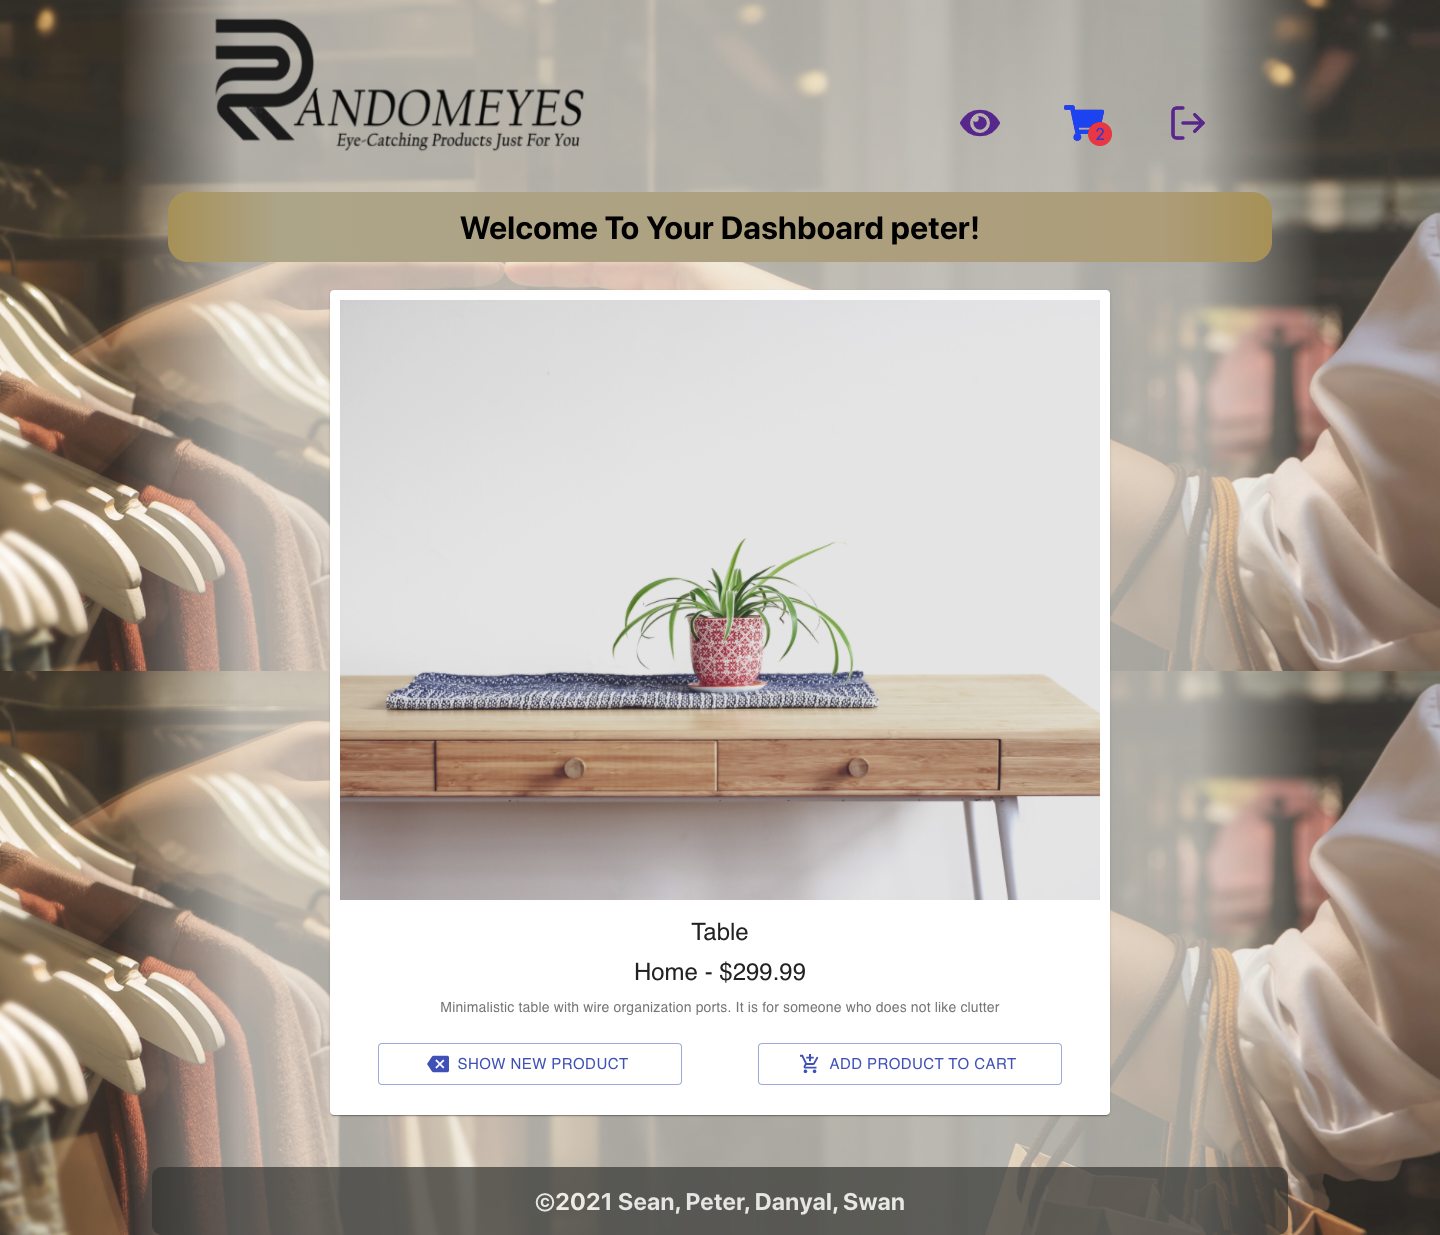 RANDOMEYES
Eye-Catching Products Just For You
2
Welcome To Your Dashboard peter!
Table
Home - $299.99
Minimalistic table with wire organization ports. It is for someone who does not like clutter
SHOW NEW PRODUCT
ADD PRODUCT TO CART
©2021 Sean, Peter, Danyal, Swan